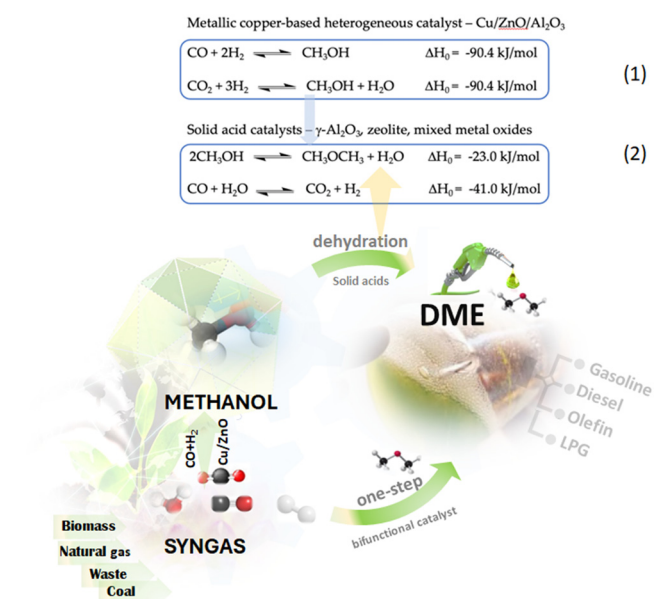 Metallic copper-based heterogeneous catalyst – Cu/ZnO/Al₂O₃
CO + 2H₂ ⇌ CH₃OH ΔH₀ = -90.4 kJ/mol
CO₂ + 3H₂ ⇌ CH₃OH + H₂O ΔH₀ = -90.4 kJ/mol
(1)
Solid acid catalysts – γ-Al₂O₃, zeolite, mixed metal oxides
2CH₃OH ⇌ CH₃OCH₃ + H₂O ΔH₀ = -23.0 kJ/mol
(2)
CO + H₂O ⇌ CO₂ + H₂ ΔH₀ = -41.0 kJ/mol
dehydration
Solid acids
DME
Gasoline
Diesel
Olefin
LPG
METHANOL
CO+H₂
Cu/ZnO
one-step
bifunctional catalyst
SYNGAS
Biomass
Natural gas
Waste
Coal